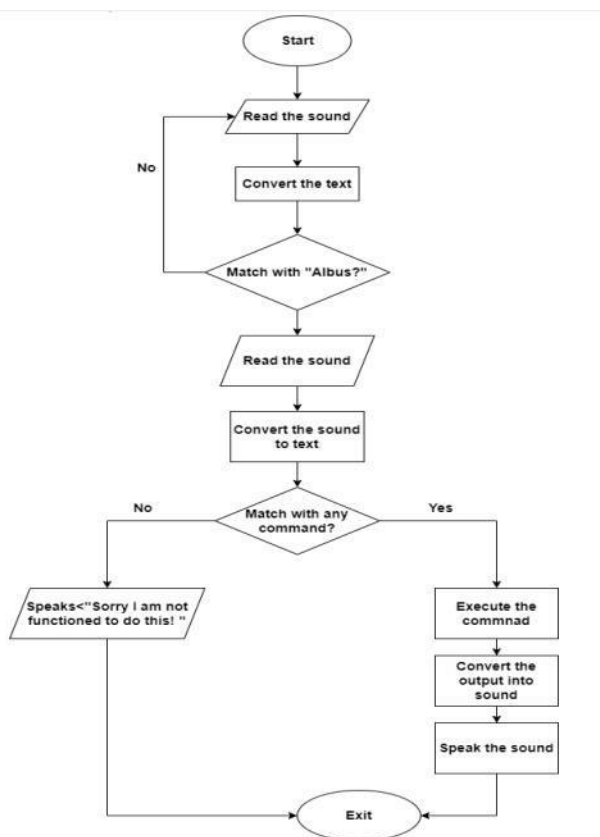 Start
Read the sound
No
Convert the text
Match with "Albus?"
Read the sound
Convert the sound
to text
No
Match with any
command?
Yes
Speaks<"Sorry I am not
functioned to do this! "
Execute the
commnad
Convert the
output into
sound
Speak the sound
Exit